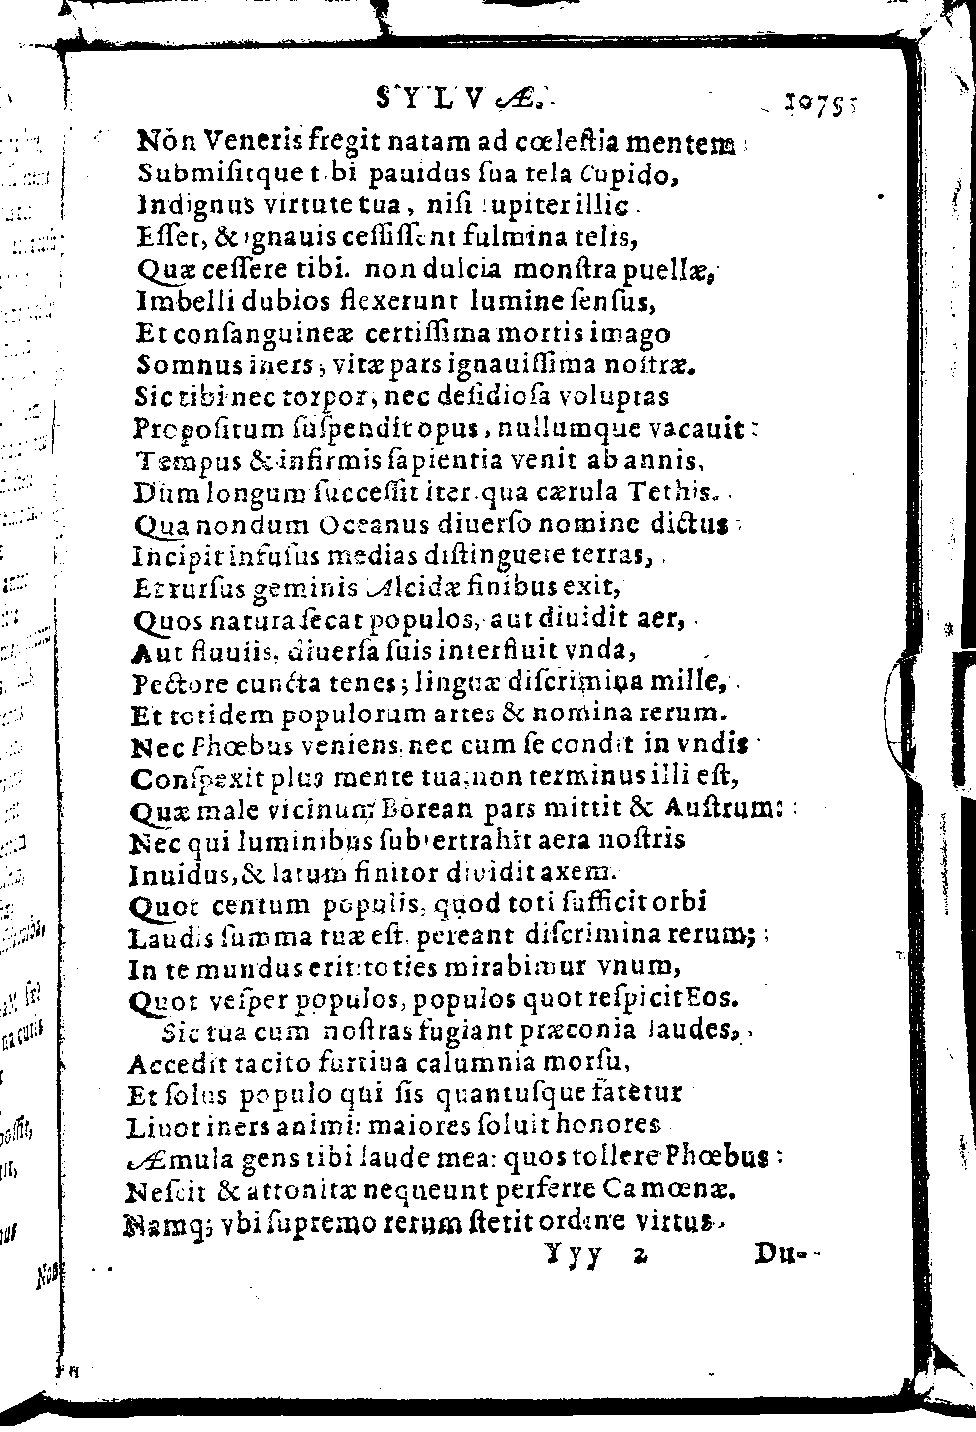 SYLVÆ. 1075
Nõn Veneris fregit natam ad cœleſtia mentem
Submiſitque tibi pauidus ſua tela Cupido,
Indignus virtute tua, niſi Iupiter illic
Eſſet, & ignauis ceſſiſſent fulmina telis,
Quæ ceſſere tibi. non dulcia monſtra puellæ,
Imbelli dubios flexerunt lumine ſenſus,
Et conſanguineæ certiſſima mortis imago
Somnus iners, vitæ pars ignauiſſima noſtræ.
Sic tibi nec torpor, nec deſidioſa voluptas
Propoſitum ſuſpendit opus, nullumque vacauit
Tempus & infirmis ſapientia venit ab annis,
Dum longum ſucceſſit iter qua cærula Tethis.
Qua nondum Oceanus diuerſo nomine dictus
Incipit infuſus medias diſtinguere terras,
Et rurſus geminis Alcidæ finibus exit,
Quos natura ſecat populos, aut diuidit aer,
Aut fluuiis, diuerſa ſuis interfluit vnda,
Pectore cuncta tenes; linguæ diſcrimina mille,
Et totidem populorum artes & nomina rerum.
Nec Phœbus veniens, nec cum ſe condit in vndis
Conſpexit plus mente tua, non terminus illi eſt,
Quæ male vicinum Borean pars mittit & Auſtrum:
Nec qui luminibus ſubtertrahit aera noſtris
Inuidus, & latum finitor diuidit axem.
Quot centum populis, quod toti ſufficit orbi
Laudis ſumma tuæ eſt. pereant diſcrimina rerum;
In te mundus erit: toties mirabimur vnum,
Quot veſper populos, populos quot reſpicit Eos.
Sic tua cum noſtras fugiant præconia laudes,
Accedit tacito furtiua calumnia morſu,
Et ſolus populo qui ſis quantuſque fatetur
Liuor iners animi: maiores ſoluit honores
Æmula gens tibi laude mea: quos tollere Phœbus
Neſcit & attonitæ nequeunt perferre Camœnæ.
Namq; vbi ſupremo rerum ſtetit ordine virtus,
Yyy 2 Du-